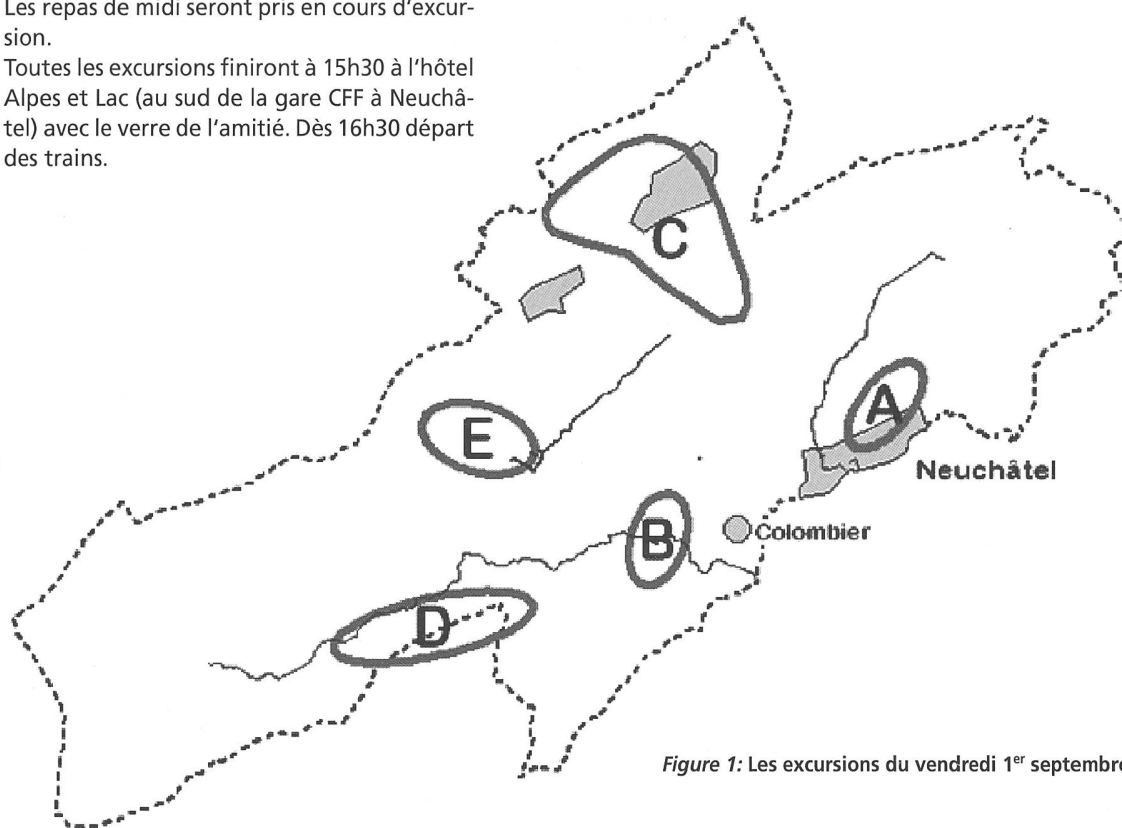 Les repas de midi seront pris en cours d'excur-
sion.
Toutes les excursions finiront à 15h30 à l'hôtel
Alpes et Lac (au sud de la gare CFF à Neuchâ-
tel) avec le verre de l'amitié. Dès 16h30 départ
des trains.
C
A
E
Neuchâtel
B
Colombier
D
Figure 1: Les excursions du vendredi 1er septembre